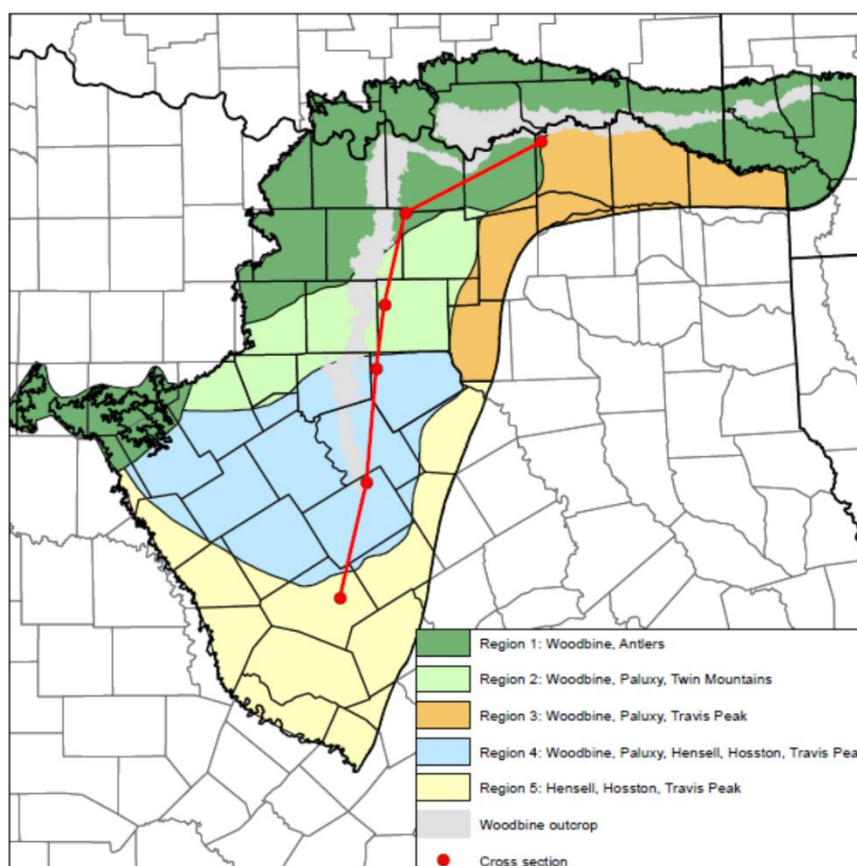 Region 1: Woodbine, Antlers
Region 2: Woodbine, Paluxy, Twin Mountains
Region 3: Woodbine, Paluxy, Travis Peak
Region 4: Woodbine, Paluxy, Hensell, Hosston, Travis Pea
Region 5: Hensell, Hosston, Travis Peak
Woodbine outcrop
Cross section